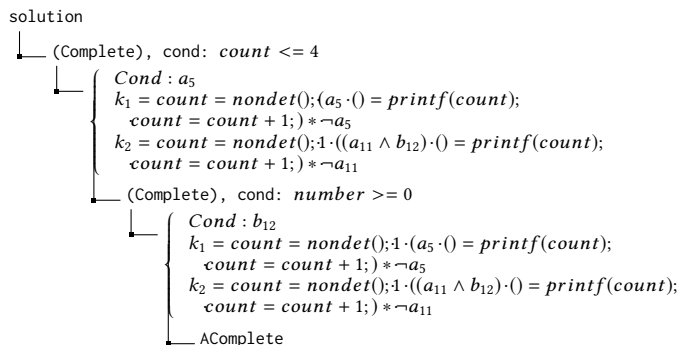 solution
(Complete), cond: count <= 4
Cond : a₅
k₁ = count = nondet();(a₅ ·() = printf(count);
·count = count + 1; ) ∗ ¬a₅
k₂ = count = nondet();·1 · ((a₁₁ ∧ b₁₂) ·() = printf(count);
·count = count + 1; ) ∗ ¬a₁₁
(Complete), cond: number >= 0
Cond : b₁₂
k₁ = count = nondet();·1 · (a₅ ·() = printf(count);
·count = count + 1; ) ∗ ¬a₅
k₂ = count = nondet();·1 · ((a₁₁ ∧ b₁₂) ·() = printf(count);
·count = count + 1; ) ∗ ¬a₁₁
AComplete